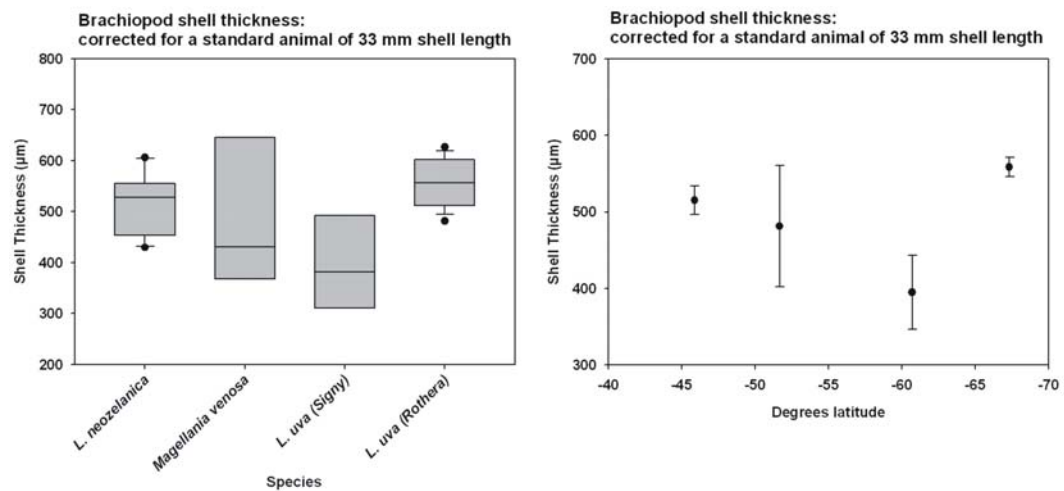 Brachiopod shell thickness:
corrected for a standard animal of 33 mm shell length
800
700
600
500
400
300
200
Shell Thickness (µm)
L. neozelanica
Magellania venosa
L. uva (Signy)
L. uva (Rothera)
Species
Brachiopod shell thickness:
corrected for a standard animal of 33 mm shell length
700
600
500
400
300
Shell Thickness (µm)
-40 -45 -50 -55 -60 -65 -70
Degrees latitude